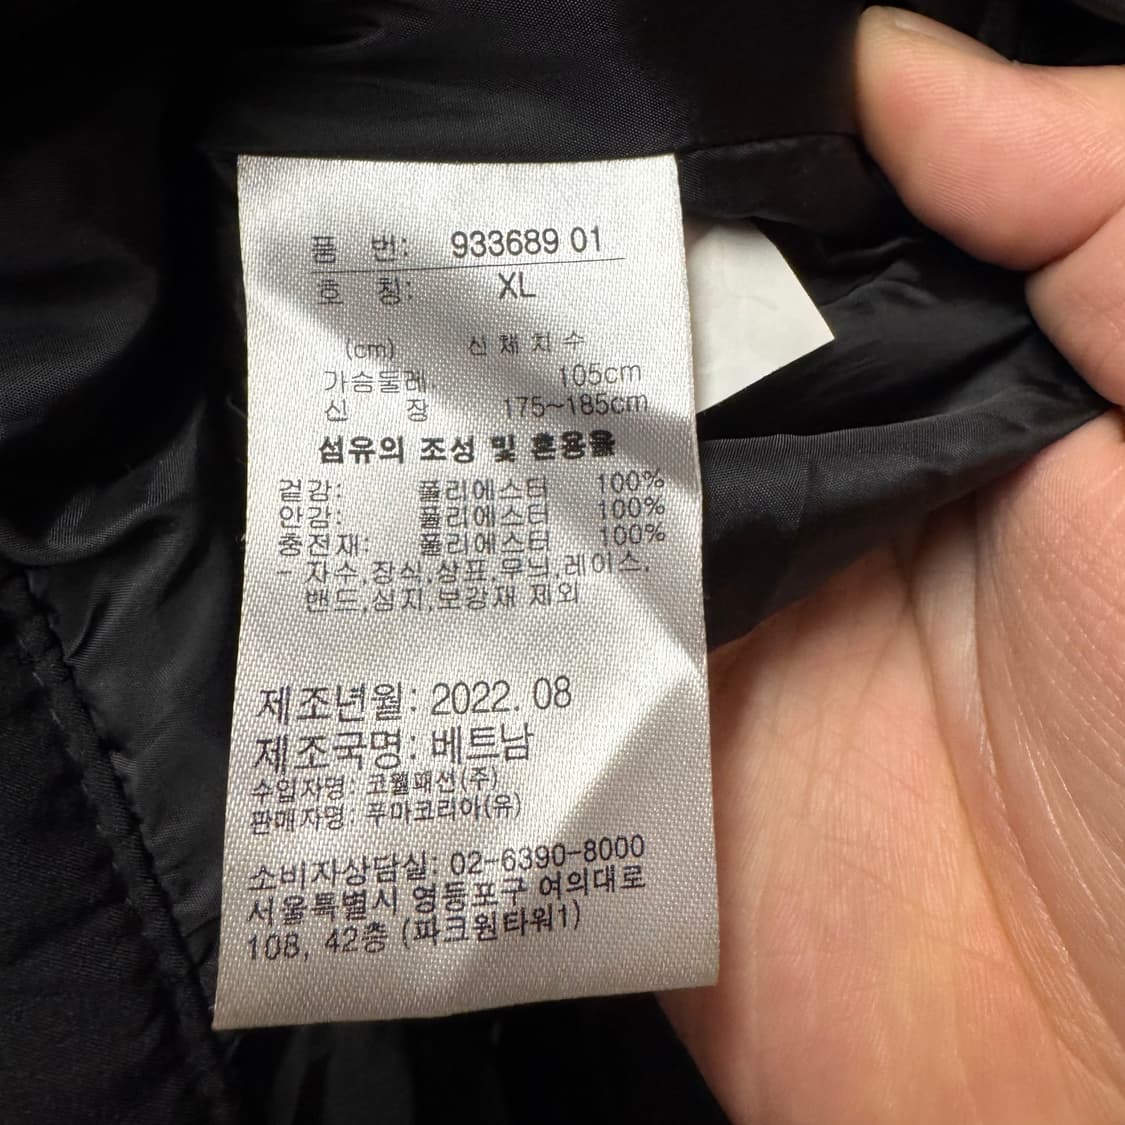 품 번: 933689 01
호 칭: XL
(cm) 신체치수
가슴둘레. 105cm
신 장 175~185cm
섬유의 조성 및 혼용율
겉감: 폴리에스터 100%
안감: 폴리에스터 100%
충전재: 폴리에스터 100%
- 자수,장식,상표,무늬,레이스,
밴드,심지,보강재 제외
제조년월: 2022. 08
제조국명: 베트남
수입자명: 코웰패션(주)
판매자명: 푸마코리아(유)
소비자상담실: 02-6390-8000
서울특별시 영등포구 여의대로
108, 42층 (파크원타워1)